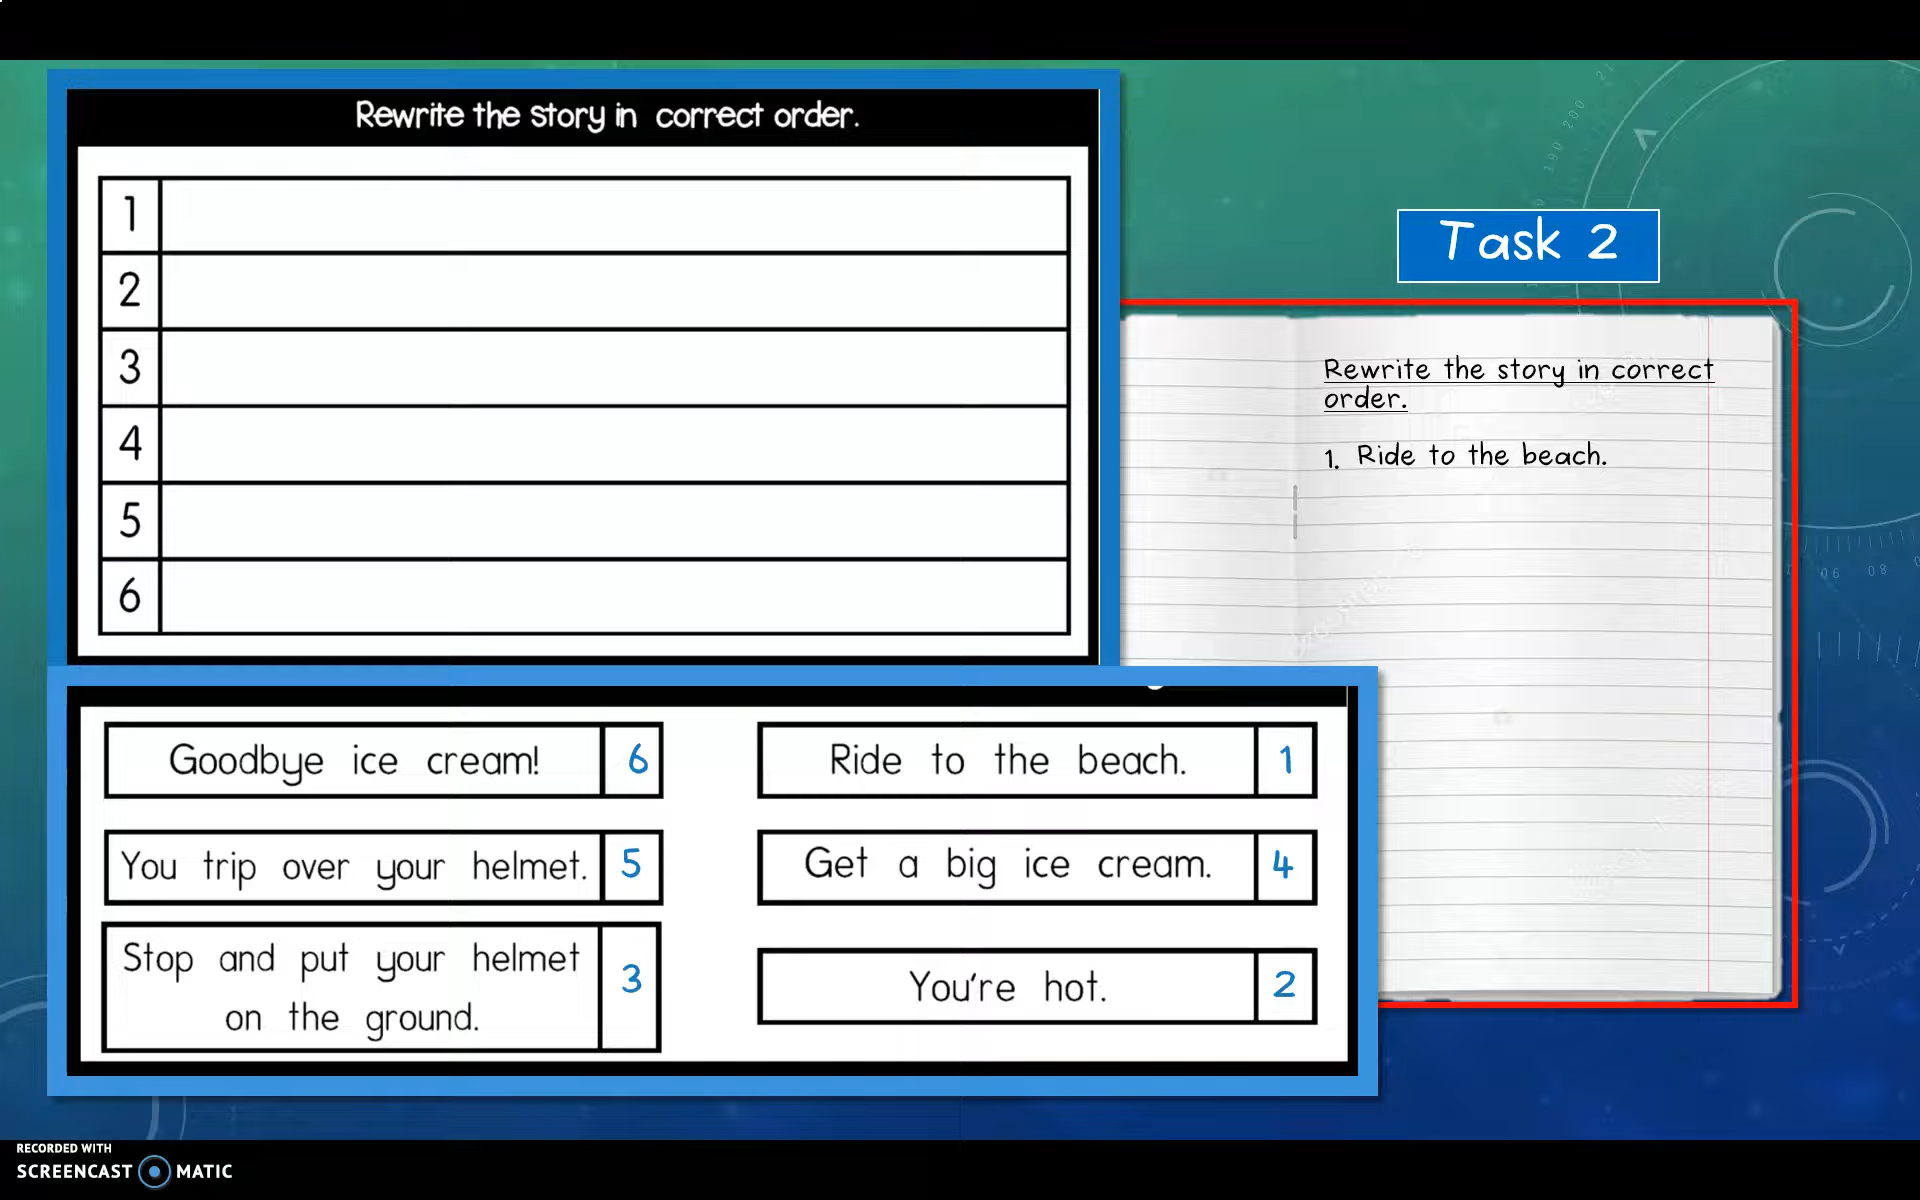 Rewrite the story in correct order.
1
2
3
4
5
6
Task 2
Rewrite the story in correct
order.
1. Ride to the beach.
Goodbye ice cream! 6
Ride to the beach. 1
You trip over your helmet. 5
Get a big ice cream. 4
Stop and put your helmet
on the ground. 3
You're hot. 2
RECORDED WITH
SCREENCAST MATIC